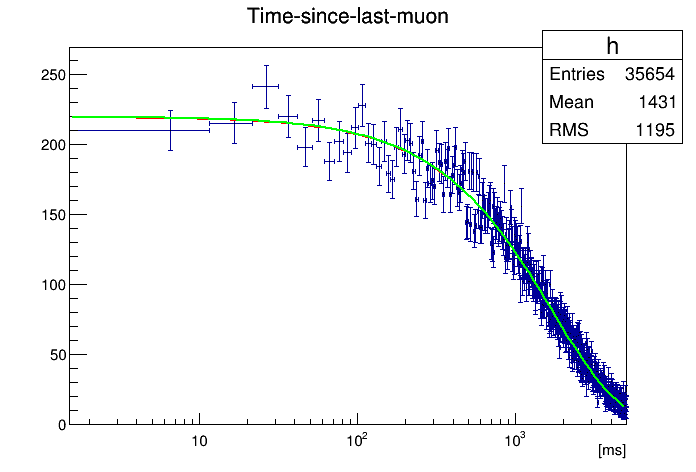 Time-since-last-muon
h
Entries 35654
Mean 1431
RMS 1195
250
200
150
100
50
0
10
10²
10³
[ms]